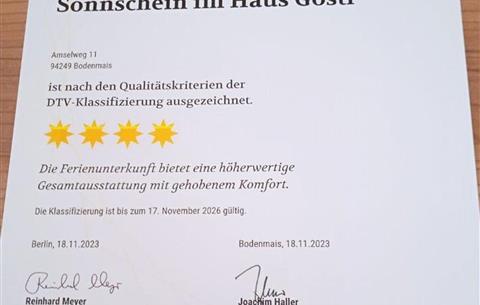 Sonnschein im Haus Göstl
Amselweg 11
94249 Bodenmais
ist nach den Qualitätskriterien der
DTV-Klassifizierung ausgezeichnet.
Die Ferienunterkunft bietet eine höherwertige
Gesamtausstattung mit gehobenem Komfort.
Die Klassifizierung ist bis zum 17. November 2026 gültig.
Berlin, 18.11.2023
Bodenmais, 18.11.2023
Reinhard Meyer
Joachim Haller